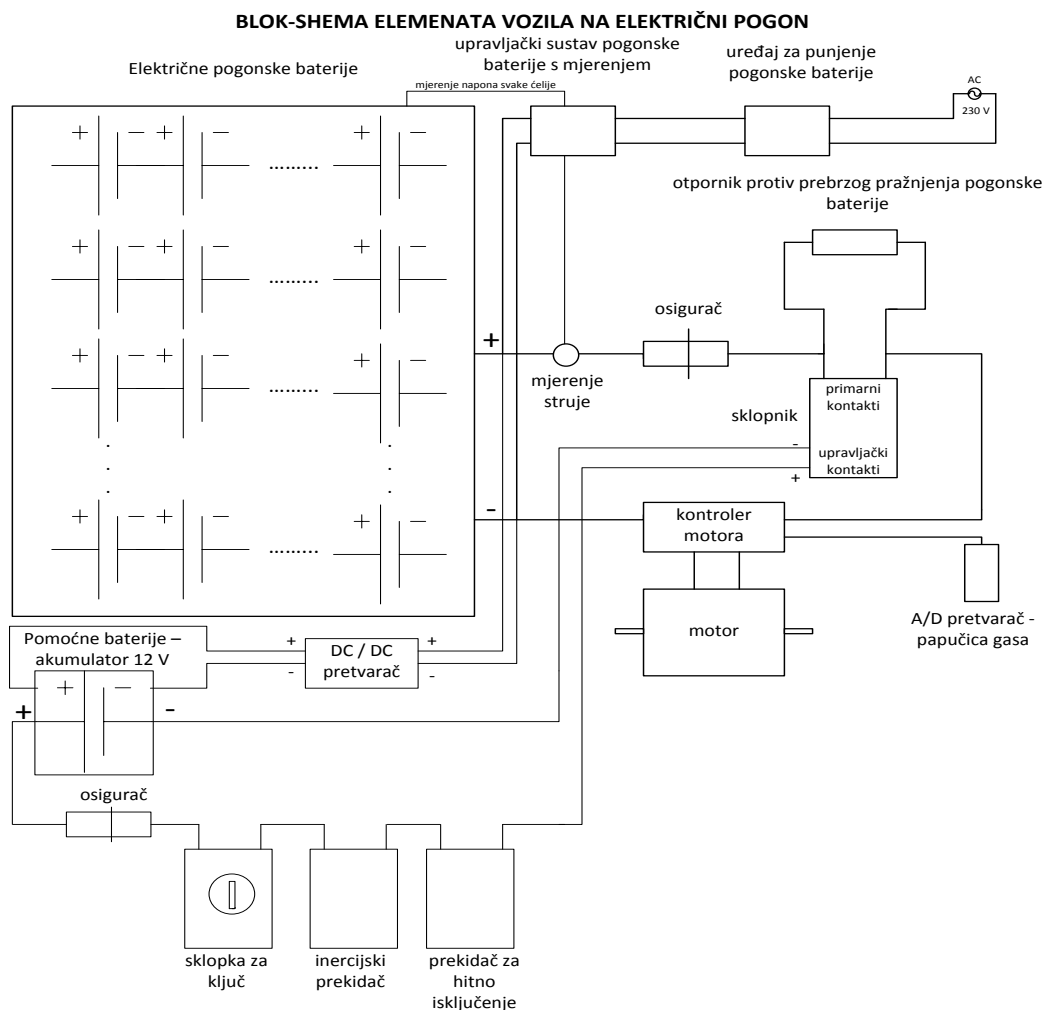 BLOK-SHEMA ELEMENATA VOZILA NA ELEKTRIČNI POGON
Električne pogonske baterije
upravljački sustav pogonske
baterije s mjerenjem
uređaj za punjenje
pogonske baterije
mjerenje napona svake ćelije
AC
230 V
+ − + − ......... + −
otpornik protiv prebrzog pražnjenja pogonske
baterije
+ − + − ......... + −
osigurač
+
+ − + − ......... + −
mjerenje
struje
primarni
kontakti
sklopnik
-
upravljački
kontakti
+
+ − + − ......... + −
-
kontroler
motora
A/D pretvarač -
papučica gasa
motor
Pomoćne baterije –
akumulator 12 V
+ +
DC / DC
pretvarač
- -
+ −
+ -
osigurač
sklopka za
ključ
inercijski
prekidač
prekidač za
hitno
isključenje